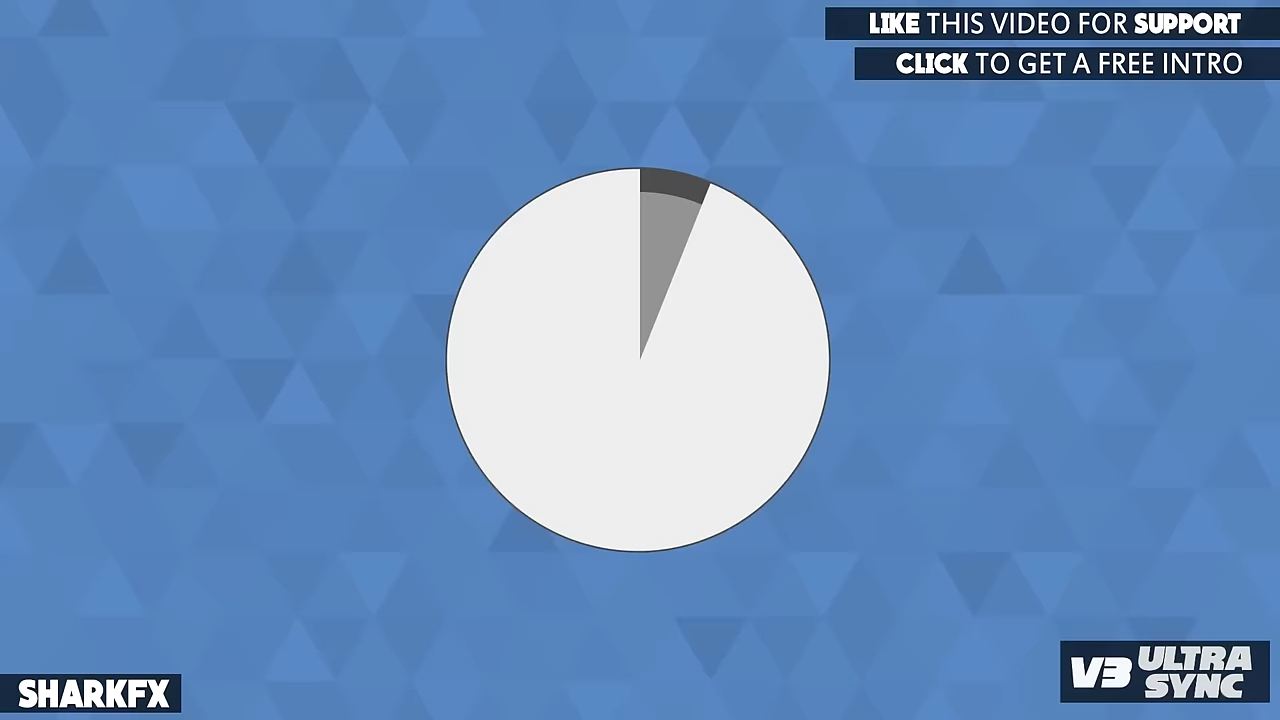 LIKE THIS VIDEO FOR SUPPORT
CLICK TO GET A FREE INTRO
SHARKFX
V3 ULTRA
SYNC